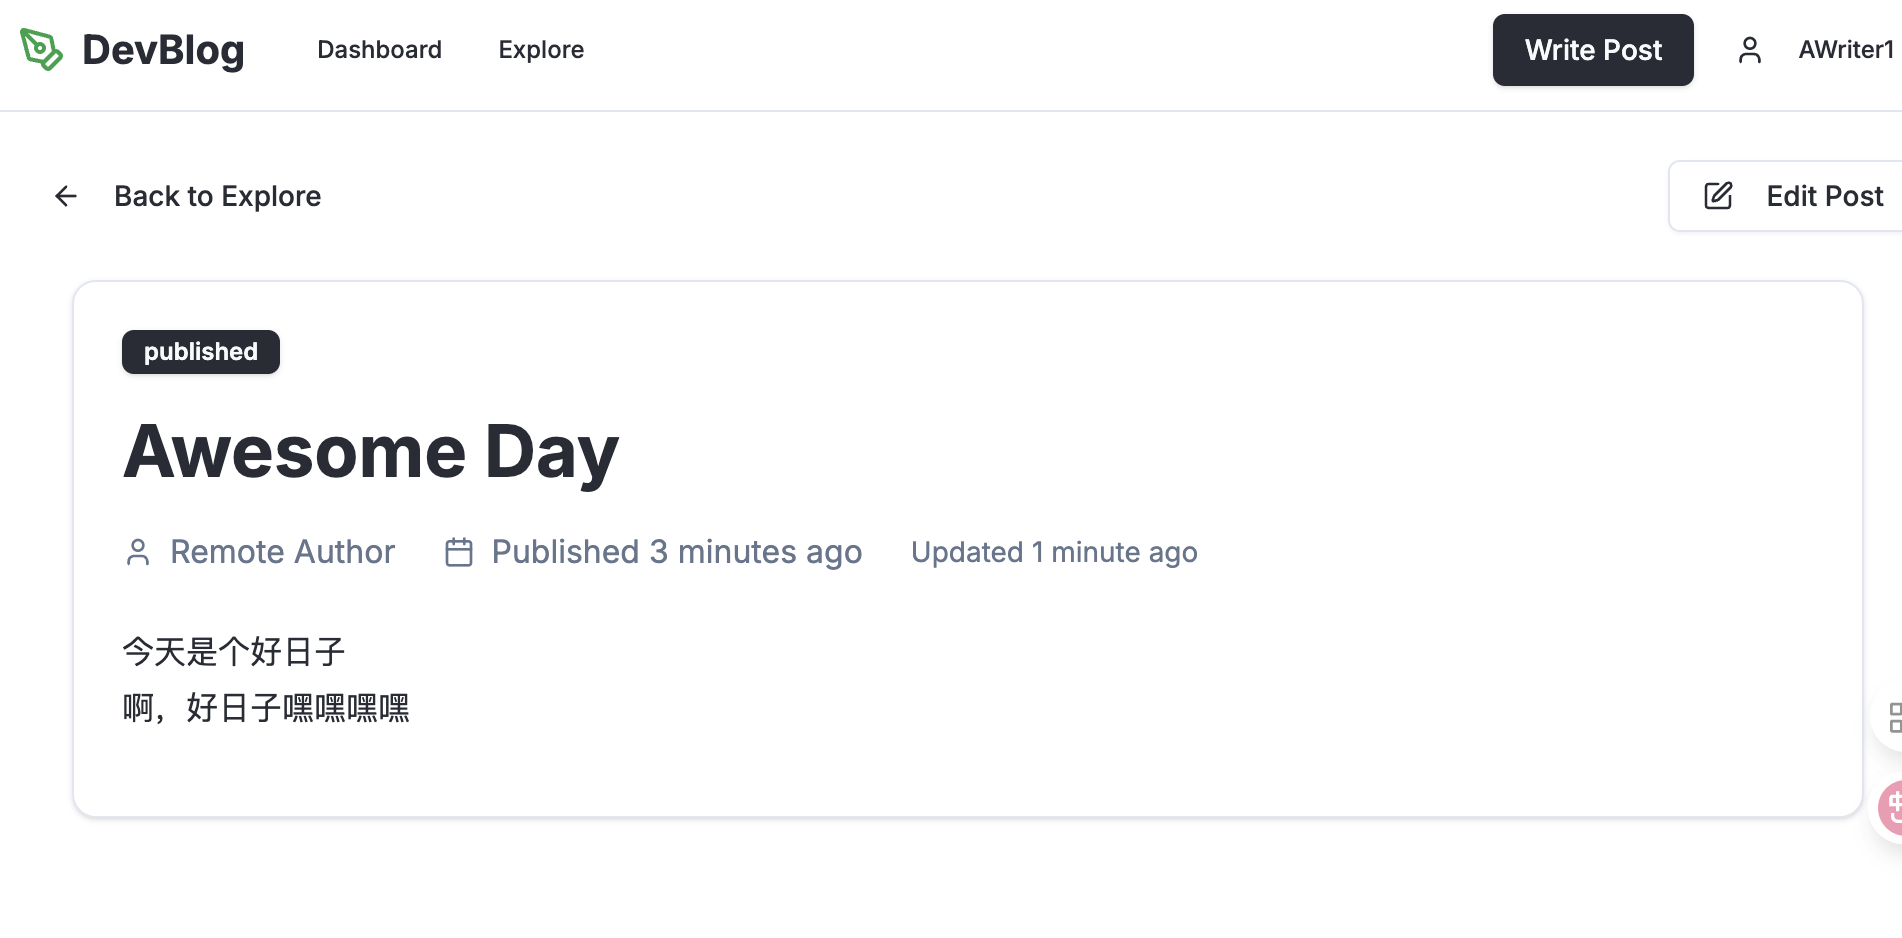 DevBlog Dashboard Explore Write Post AWriter1
Back to Explore Edit Post
published
Awesome Day
Remote Author Published 3 minutes ago Updated 1 minute ago
今天是个好日子
啊，好日子嘿嘿嘿嘿